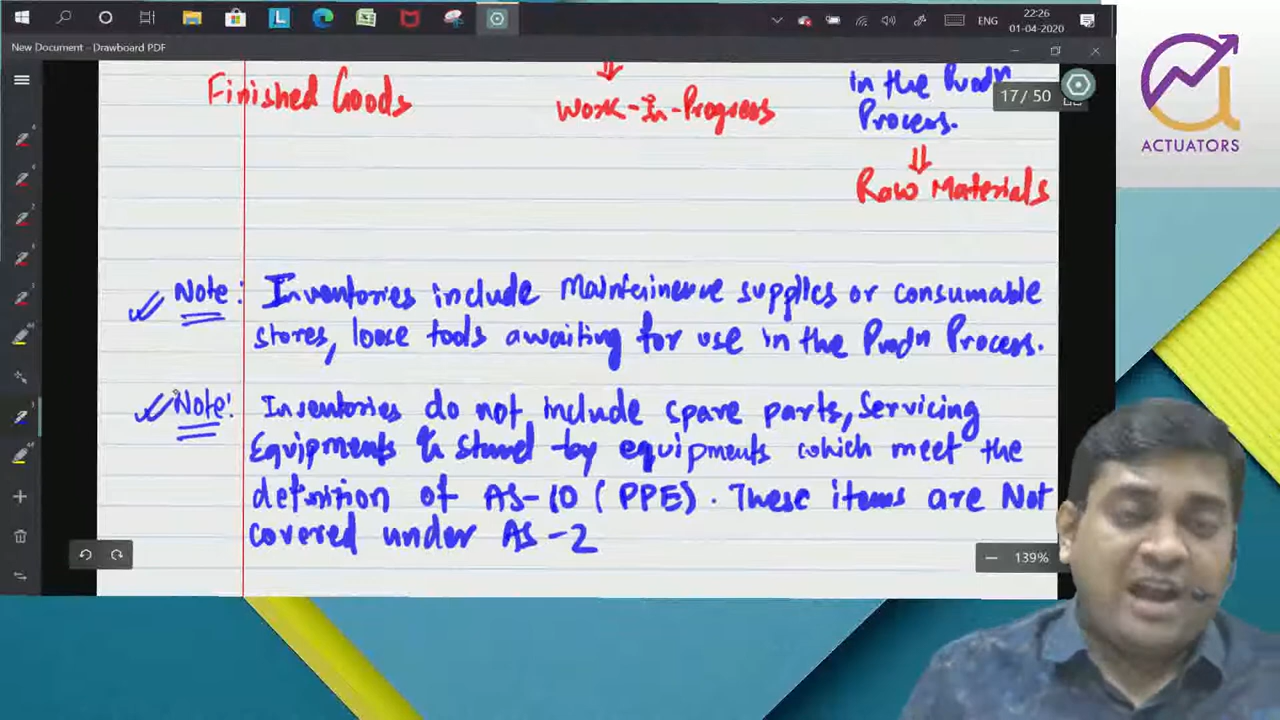 22:26
ENG
01-04-2020
New Document - Drawboard PDF
Finished Goods
Work-In-Progress
in the Prodn
Process.
17/50
Raw Materials
ACTUATORS
Note: Inventories include Mainterinerve supplies or consumable
stores, loose tools awaiting for use in the Prodn Process.
Note: Inventories do not include spare parts, Servicing
Equipments & stand by equipments which meet the
definition of AS-10 (PPE). These items are Not
covered under AS-2
139%